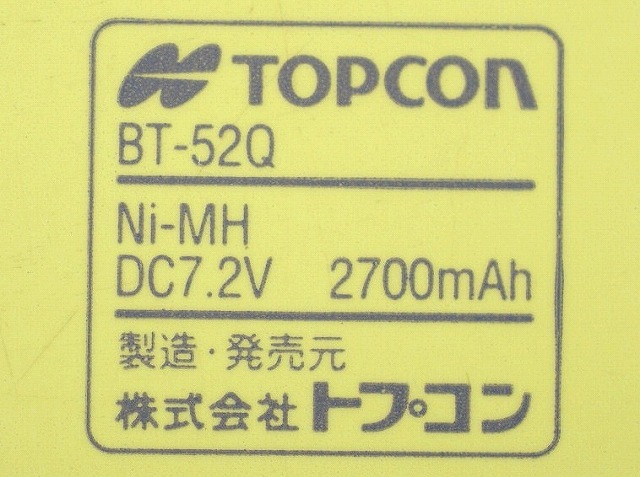 TOPCON
BT-52Q
Ni-MH
DC7.2V 2700mAh
製造・発売元
株式会社トプコン